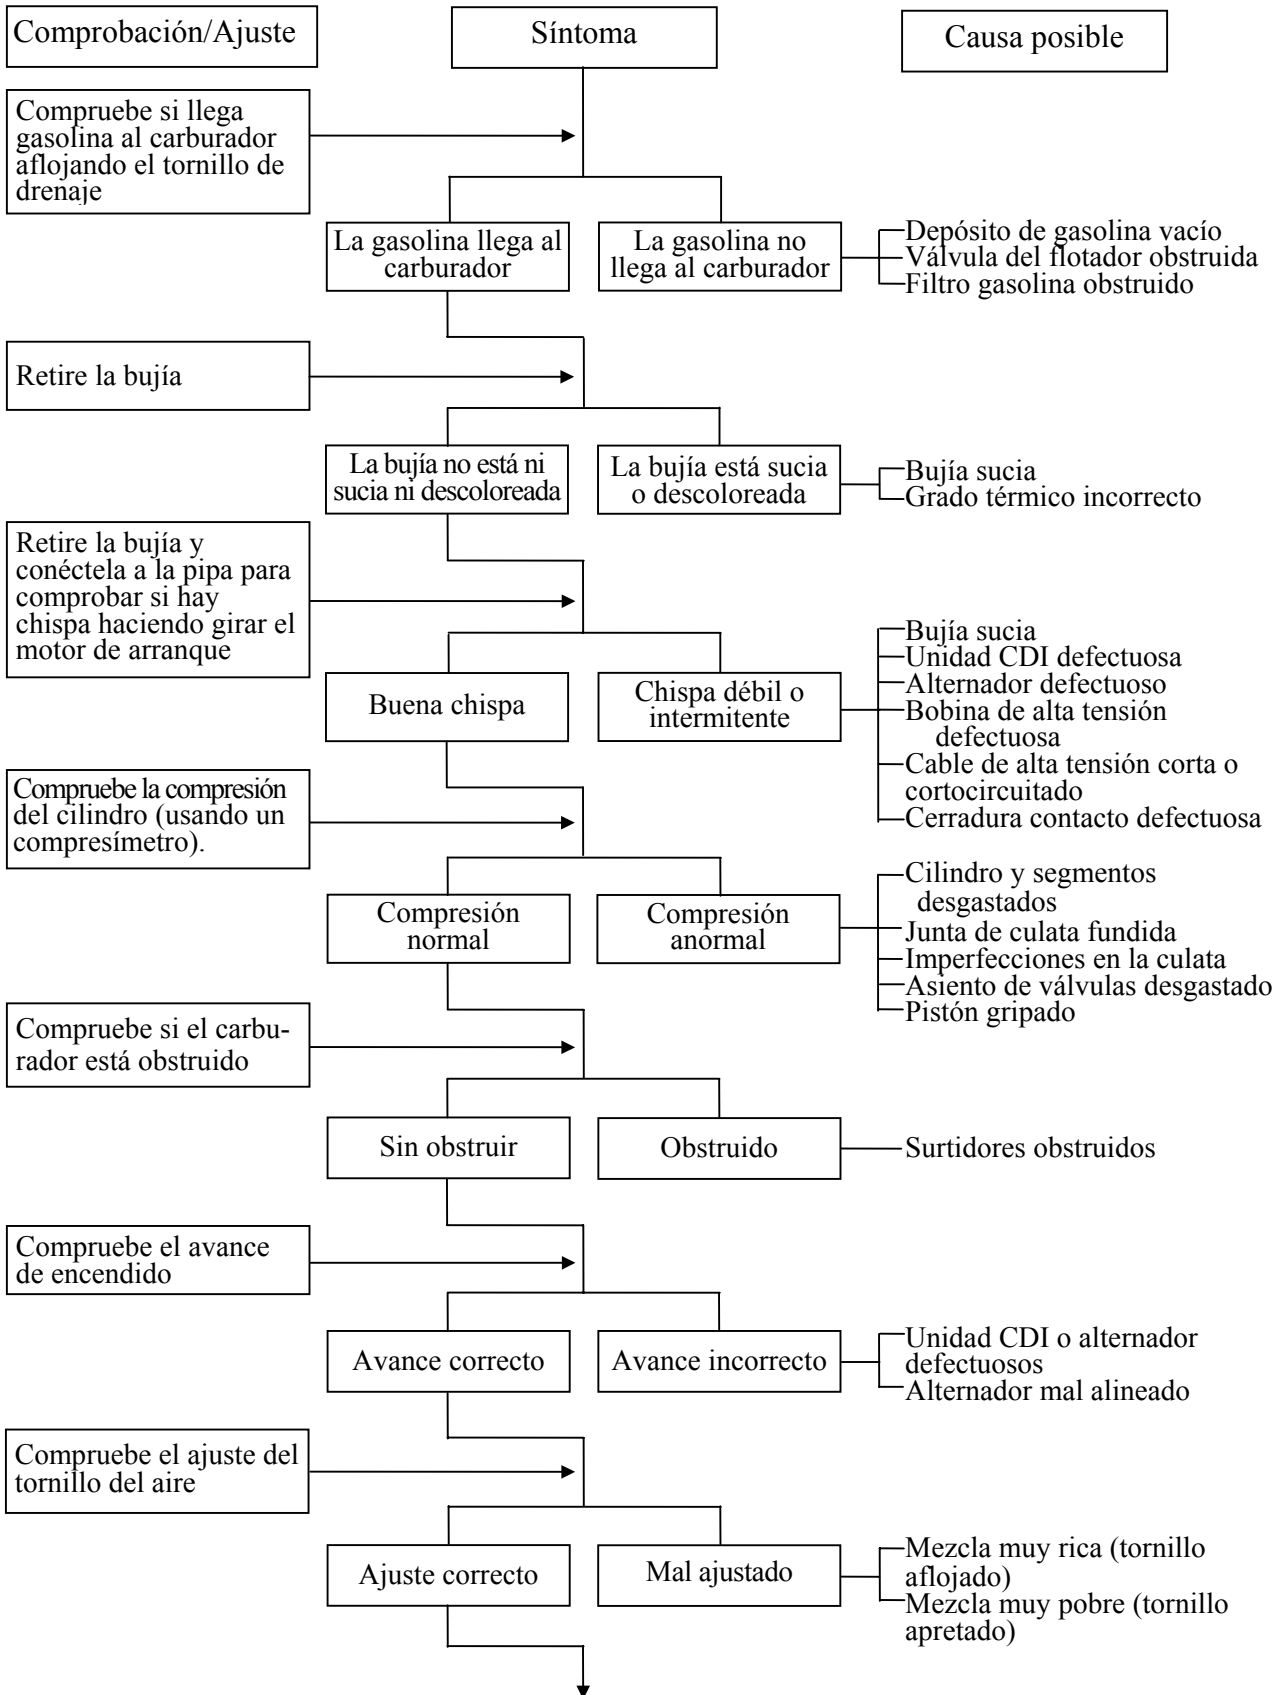 Comprobación/Ajuste
Síntoma
Causa posible
Compruebe si llega
gasolina al carburador
aflojando el tornillo de
drenaje
La gasolina llega al
carburador
La gasolina no
llega al carburador
Depósito de gasolina vacío
Válvula del flotador obstruida
Filtro gasolina obstruido
Retire la bujía
La bujía no está ni
sucia ni descoloreada
La bujía está sucia
o descoloreada
Bujía sucia
Grado térmico incorrecto
Retire la bujía y
conéctela a la pipa para
comprobar si hay
chispa haciendo girar el
motor de arranque
Buena chispa
Chispa débil o
intermitente
Bujía sucia
Unidad CDI defectuosa
Alternador defectuoso
Bobina de alta tensión
defectuosa
Cable de alta tensión corta o
cortocircuitado
Cerradura contacto defectuosa
Compruebe la compresión
del cilindro (usando un
compresímetro).
Compresión
normal
Compresión
anormal
Cilindro y segmentos
desgastados
Junta de culata fundida
Imperfecciones en la culata
Asiento de válvulas desgastado
Pistón gripado
Compruebe si el carbu-
rador está obstruido
Sin obstruir
Obstruido
Surtidores obstruidos
Compruebe el avance
de encendido
Avance correcto
Avance incorrecto
Unidad CDI o alternador
defectuosos
Alternador mal alineado
Compruebe el ajuste del
tornillo del aire
Ajuste correcto
Mal ajustado
Mezcla muy rica (tornillo
aflojado)
Mezcla muy pobre (tornillo
apretado)